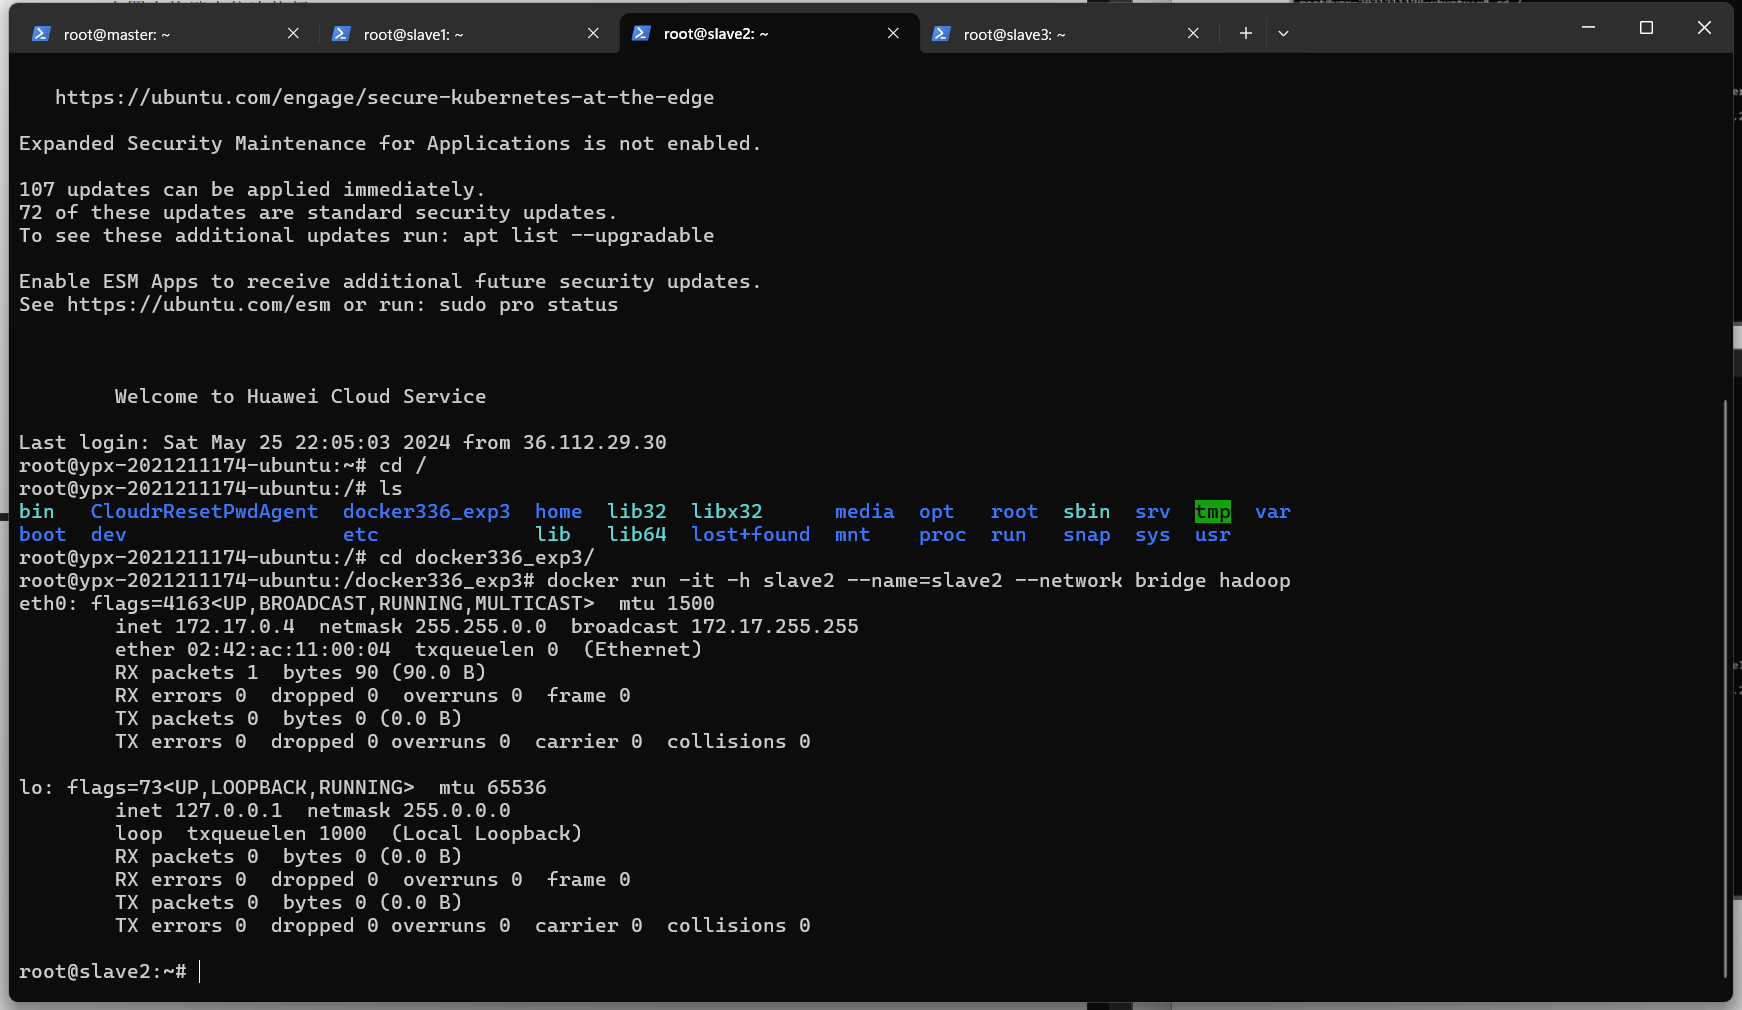 root@master: ~
root@slave1: ~
root@slave2: ~
root@slave3: ~
https://ubuntu.com/engage/secure-kubernetes-at-the-edge
Expanded Security Maintenance for Applications is not enabled.
107 updates can be applied immediately.
72 of these updates are standard security updates.
To see these additional updates run: apt list --upgradable
Enable ESM Apps to receive additional future security updates.
See https://ubuntu.com/esm or run: sudo pro status
Welcome to Huawei Cloud Service
Last login: Sat May 25 22:05:03 2024 from 36.112.29.30
root@ypx-2021211174-ubuntu:~# cd /
root@ypx-2021211174-ubuntu:/# ls
bin   CloudrResetPwdAgent  docker336_exp3  home  lib32  libx32      media  opt   root  sbin  srv  tmp  var
boot  dev                  etc             lib   lib64  lost+found  mnt    proc  run   snap  sys  usr
root@ypx-2021211174-ubuntu:/# cd docker336_exp3/
root@ypx-2021211174-ubuntu:/docker336_exp3# docker run -it -h slave2 --name=slave2 --network bridge hadoop
eth0: flags=4163<UP,BROADCAST,RUNNING,MULTICAST>  mtu 1500
inet 172.17.0.4  netmask 255.255.0.0  broadcast 172.17.255.255
ether 02:42:ac:11:00:04  txqueuelen 0  (Ethernet)
RX packets 1  bytes 90 (90.0 B)
RX errors 0  dropped 0  overruns 0  frame 0
TX packets 0  bytes 0 (0.0 B)
TX errors 0  dropped 0 overruns 0  carrier 0  collisions 0
lo: flags=73<UP,LOOPBACK,RUNNING>  mtu 65536
inet 127.0.0.1  netmask 255.0.0.0
loop  txqueuelen 1000  (Local Loopback)
RX packets 0  bytes 0 (0.0 B)
RX errors 0  dropped 0  overruns 0  frame 0
TX packets 0  bytes 0 (0.0 B)
TX errors 0  dropped 0 overruns 0  carrier 0  collisions 0
root@slave2:~#